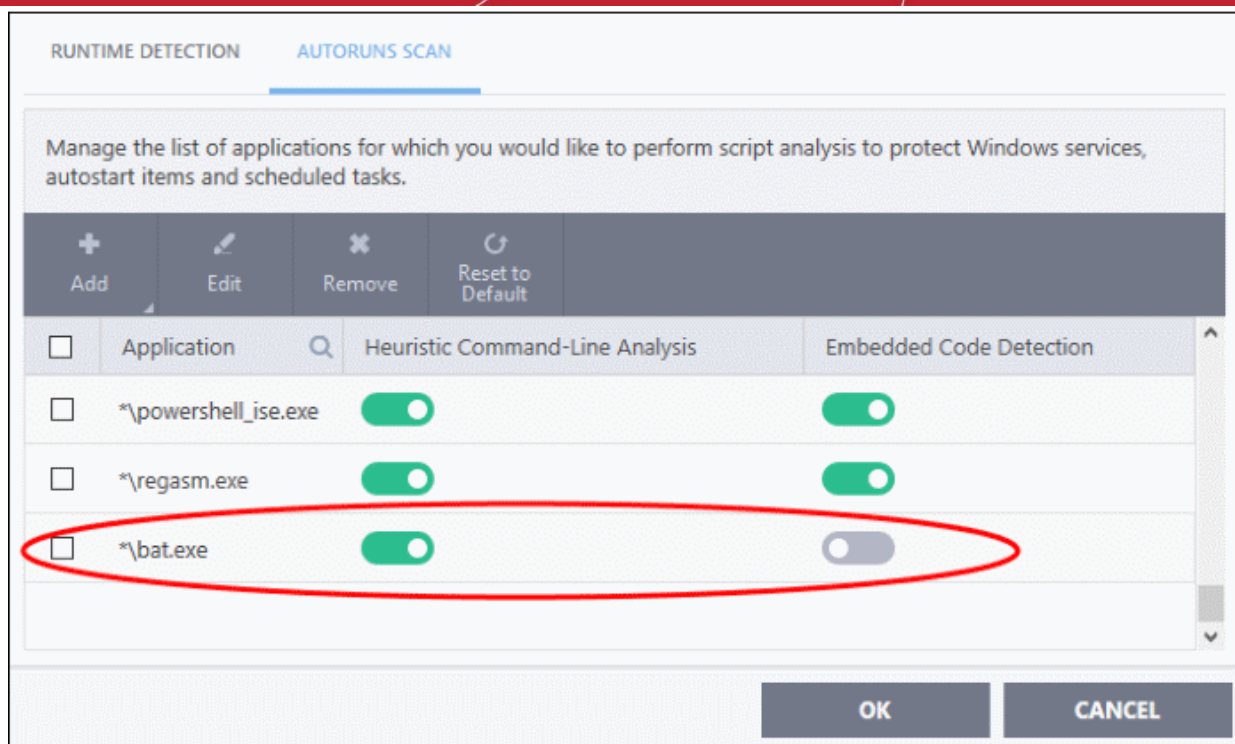 RUNTIME DETECTION AUTORUNS SCAN
Manage the list of applications for which you would like to perform script analysis to protect Windows services,
autostart items and scheduled tasks.
Add Edit Remove Reset to
Default
Application Heuristic Command-Line Analysis Embedded Code Detection
*\powershell_ise.exe
*\regasm.exe
*\bat.exe
OK CANCEL